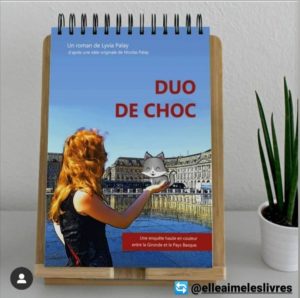 Un roman de Lyvia Palay
d'après une idée originale de Nicolas Palay
DUO
DE CHOC
Une enquête haute en couleur
entre la Gironde et le Pays Basque
@elleaimeleslivres